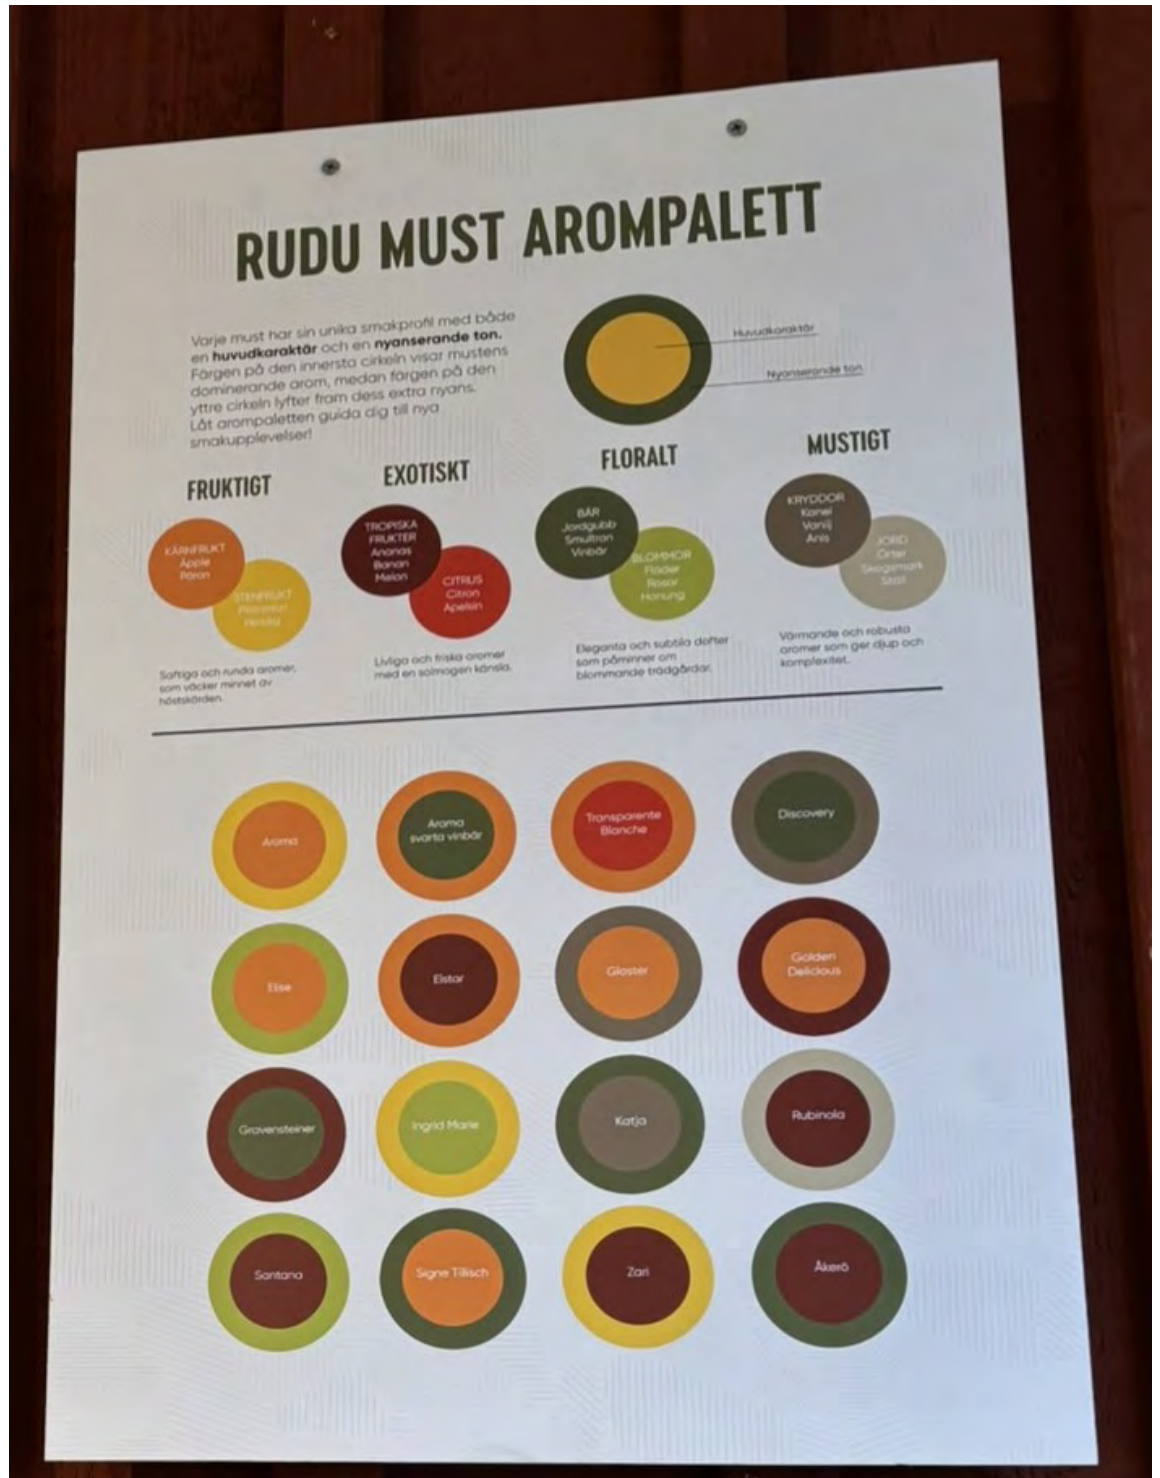 RUDU MUST AROMPALETT
Varje must har sin unika smakprofil med både
en huvudkaraktär och en nyanserande ton.
Färgen på den innersta cirkeln visar mustens
dominerande arom, medan färgen på den
yttre cirkeln lyfter fram dess extra nyans.
Låt arompaletten guida dig till nya
smakupplevelser!
Huvudkaraktär
Nyanserande ton
FRUKTIGT
KÄRNFRUKT
Äpple
Päron
STENFRUKT
Persika
Saftiga och runda aromer,
som väcker minnet av
höstskörden.
EXOTISKT
TROPISKA
FRUKTER
Ananas
Banan
Melon
CITRUS
Citron
Apelsin
Livliga och friska aromer
med en solmogen känsla.
FLORALT
BÄR
Jordgubb
Smultron
Vinbär
BLOMMOR
Fläder
Rosor
Honung
Eleganta och subtila dofter
som påminner om
blommande trädgårdar.
MUSTIGT
KRYDDOR
Kanel
Vanilj
Anis
JORD
Örter
Skogsmark
Stall
Värmande och robusta
aromer som ger djup och
komplexitet.
Aroma
Aroma
svarta vinbär
Transparente
Blanche
Discovery
Elise
Elstar
Gloster
Golden
Delicious
Gravensteiner
Ingrid Marie
Katja
Rubinola
Santana
Signe Tillisch
Zari
Åkerö